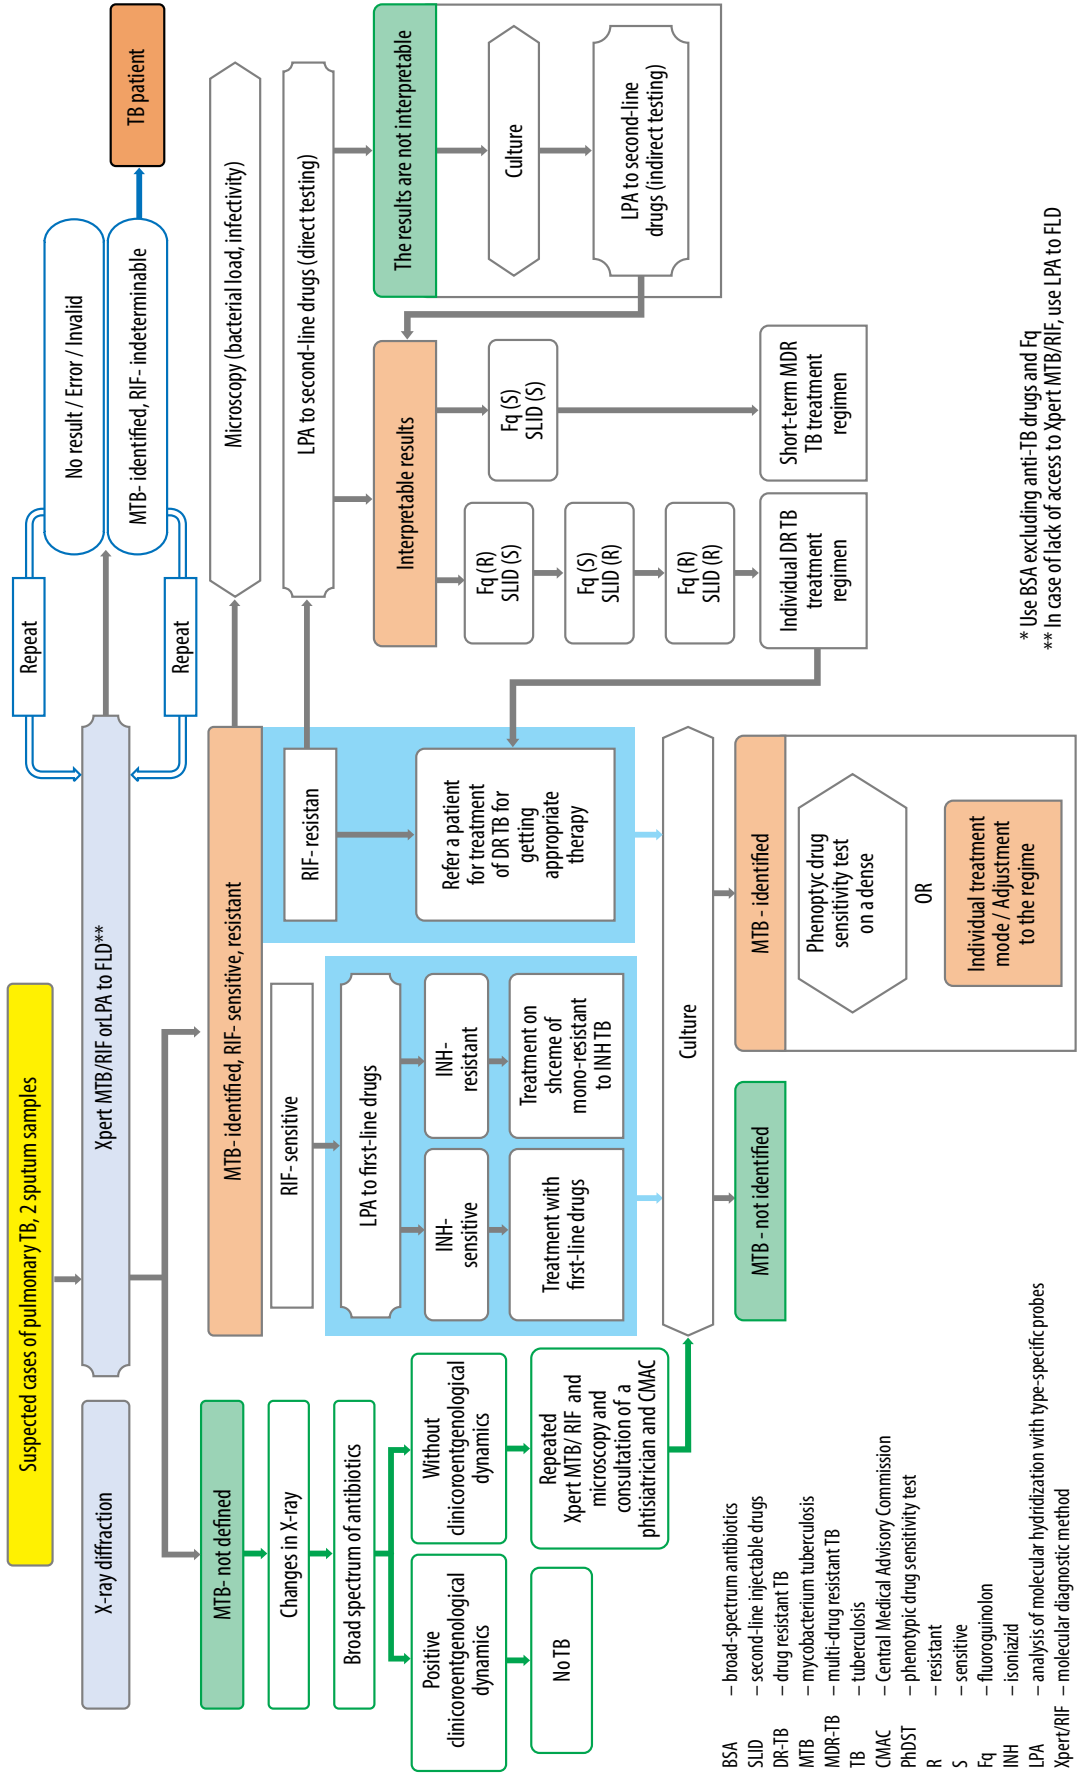 Suspected cases of pulmonary TB, 2 sputum samples
X-ray diffraction
Xpert MTB/RIF orLPA to FLD**
Repeat
Repeat
No result / Error / Invalid
MTB- identified, RIF- indeterminable
TB patient
MTB- not defined
Changes in X-ray
Broad spectrum of antibiotics
Positive
clinicoroentgenological
dynamics
Without
clinicoroentgenological
dynamics
No TB
Repeated
Xpert MTB/ RIF and
microscopy and
consultation of a
phtisiatrician and CMAC
MTB- identified, RIF- sensitive, resistant
RIF- sensitive
LPA to first-line drugs
INH-
sensitive
INH-
resistant
Treatment with
first-line drugs
Treatment on
shceme of
mono-resistant
to INH TB
RIF- resistan
Refer a patient
for treatment
of DR TB for
getting
appropriate
therapy
Microscopy (bacterial load, infectivity)
LPA to second-line drugs (direct testing)
Interpretable results
Fq (R)
SLID (S)
Fq (S)
SLID (R)
Fq (R)
SLID (R)
Individual DR TB
treatment
regimen
Fq (S)
SLID (S)
Short-term MDR
TB treatment
regimen
The results are not interpretable
Culture
LPA to second-line
drugs (indirect testing)
Culture
MTB - not identified
MTB - identified
Phenoptyc drug
sensitivity test
on a dense
OR
Individual treatment
mode / Adjustment
to the regime
BSA – broad-spectrum antibiotics
SLID – second-line injectable drugs
DR-TB – drug resistant TB
MTB – mycobacterium tuberculosis
MDR-TB – multi-drug resistant TB
TB – tuberculosis
CMAC – Central Medical Advisory Commission
PhDST – phenotypic drug sensitivity test
R – resistant
S – sensitive
Fq – fluoroguinolon
INH – isoniazid
LPA – analysis of molecular hydridization with type-specific probes
Xpert/RIF – molecular diagnostic method
* Use BSA excluding anti-TB drugs and Fq
** In case of lack of access to Xpert MTB/RIF, use LPA to FLD